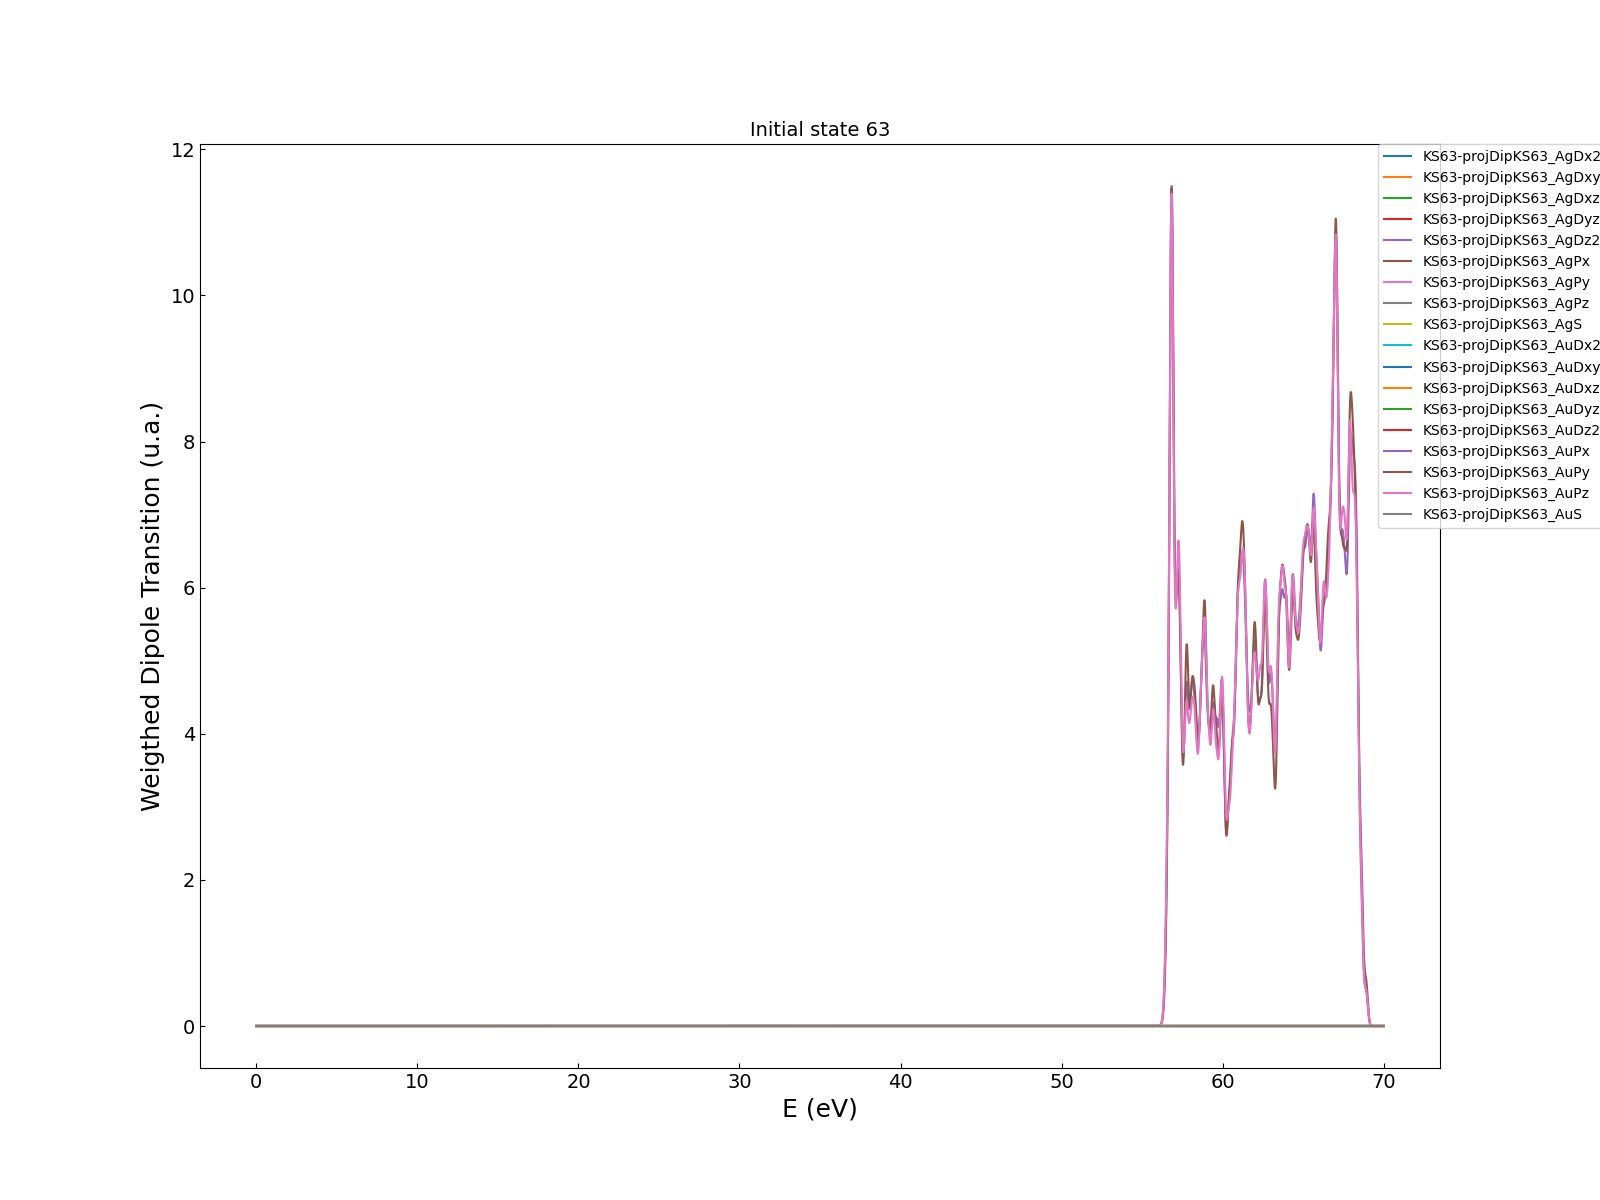 Initial state 63
12
10
8
6
4
2
0
Weigthed Dipole Transition (u.a.)
0 10 20 30 40 50 60 70
E (eV)
KS63-projDipKS63_AgDx2
KS63-projDipKS63_AgDxy
KS63-projDipKS63_AgDxz
KS63-projDipKS63_AgDyz
KS63-projDipKS63_AgDz2
KS63-projDipKS63_AgPx
KS63-projDipKS63_AgPy
KS63-projDipKS63_AgPz
KS63-projDipKS63_AgS
KS63-projDipKS63_AuDx2
KS63-projDipKS63_AuDxy
KS63-projDipKS63_AuDxz
KS63-projDipKS63_AuDyz
KS63-projDipKS63_AuDz2
KS63-projDipKS63_AuPx
KS63-projDipKS63_AuPy
KS63-projDipKS63_AuPz
KS63-projDipKS63_AuS